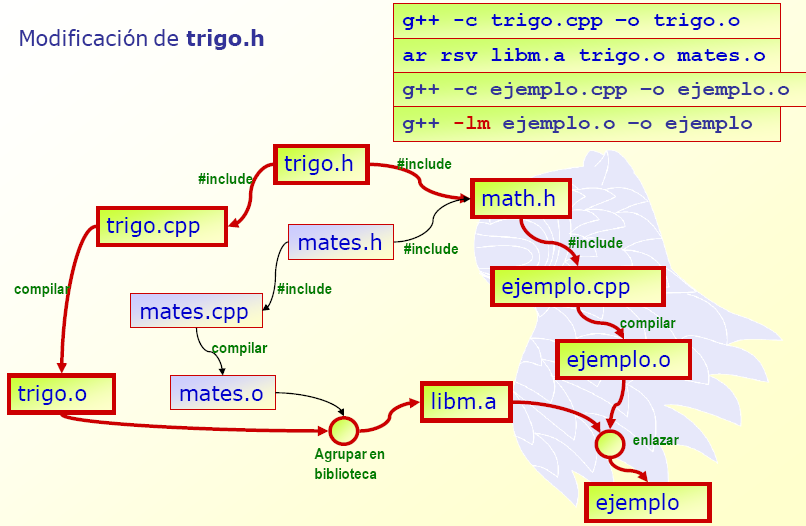 Modificación de trigo.h
g++ -c trigo.cpp –o trigo.o
ar rsv libm.a trigo.o mates.o
g++ -c ejemplo.cpp –o ejemplo.o
g++ -lm ejemplo.o –o ejemplo
trigo.h
#include
#include
math.h
trigo.cpp
mates.h
#include
#include
ejemplo.cpp
compilar
#include
mates.cpp
compilar
compilar
ejemplo.o
trigo.o
mates.o
libm.a
Agrupar en
biblioteca
enlazar
ejemplo